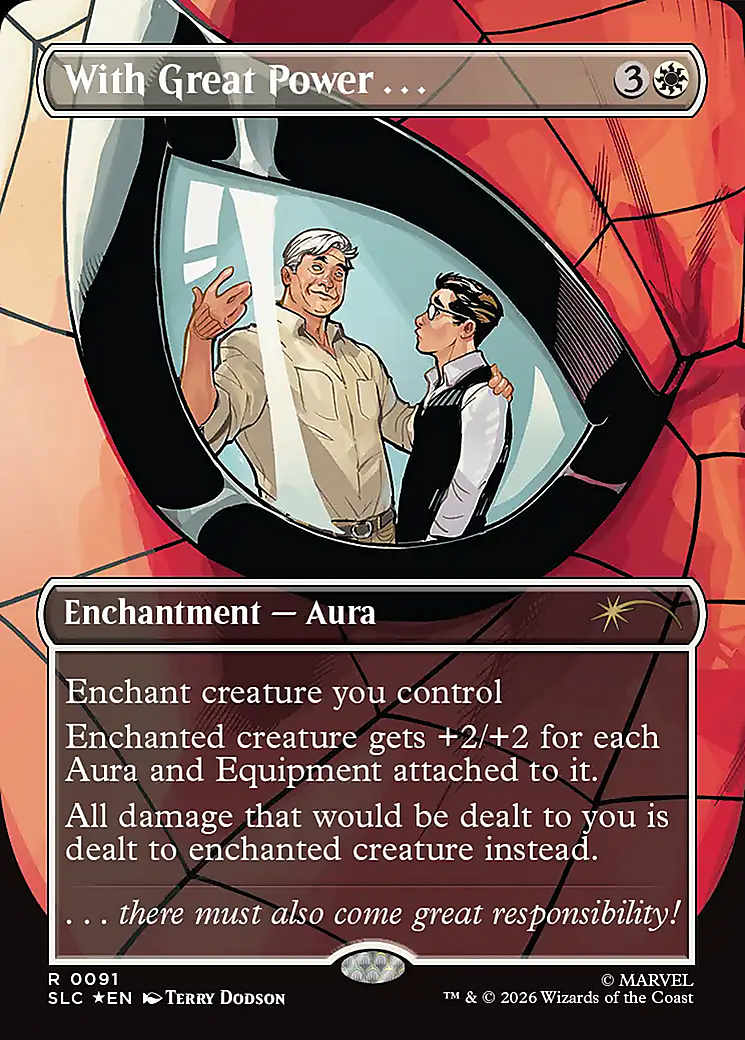 With Great Power . . . 3
Enchantment — Aura
Enchant creature you control
Enchanted creature gets +2/+2 for each
Aura and Equipment attached to it.
All damage that would be dealt to you is
dealt to enchanted creature instead.
. . . there must also come great responsibility!
R 0091 © MARVEL
SLC ★ EN TERRY DODSON ™ & © 2026 Wizards of the Coast